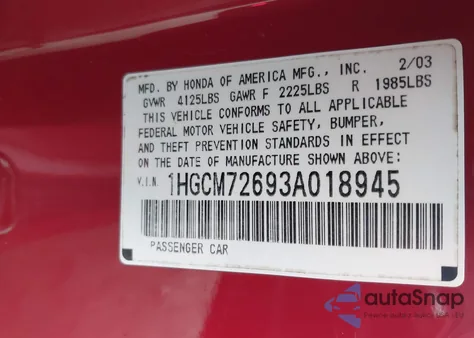 MFD. BY HONDA OF AMERICA MFG., INC. 2/03
GVWR 4125LBS GAWR F 2225LBS R 1985LBS
THIS VEHICLE CONFORMS TO ALL APPLICABLE
FEDERAL MOTOR VEHICLE SAFETY, BUMPER,
AND THEFT PREVENTION STANDARDS IN EFFECT
ON THE DATE OF MANUFACTURE SHOWN ABOVE:
V.I.N. 1HGCM72693A018945
PASSENGER CAR
autoSnap